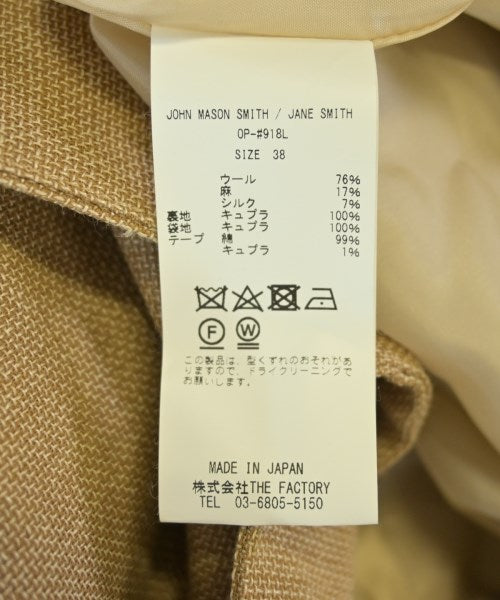 JOHN MASON SMITH / JANE SMITH
OP-#918L
SIZE 38
ウール 76%
麻 17%
シルク 7%
裏地 キュプラ 100%
袋地 キュプラ 100%
テープ 綿 99%
キュプラ 1%
F W
この製品は、型くずれのおそれがあ
りますので、ドライクリーニングで
お願いします。
MADE IN JAPAN
株式会社THE FACTORY
TEL 03-6805-5150